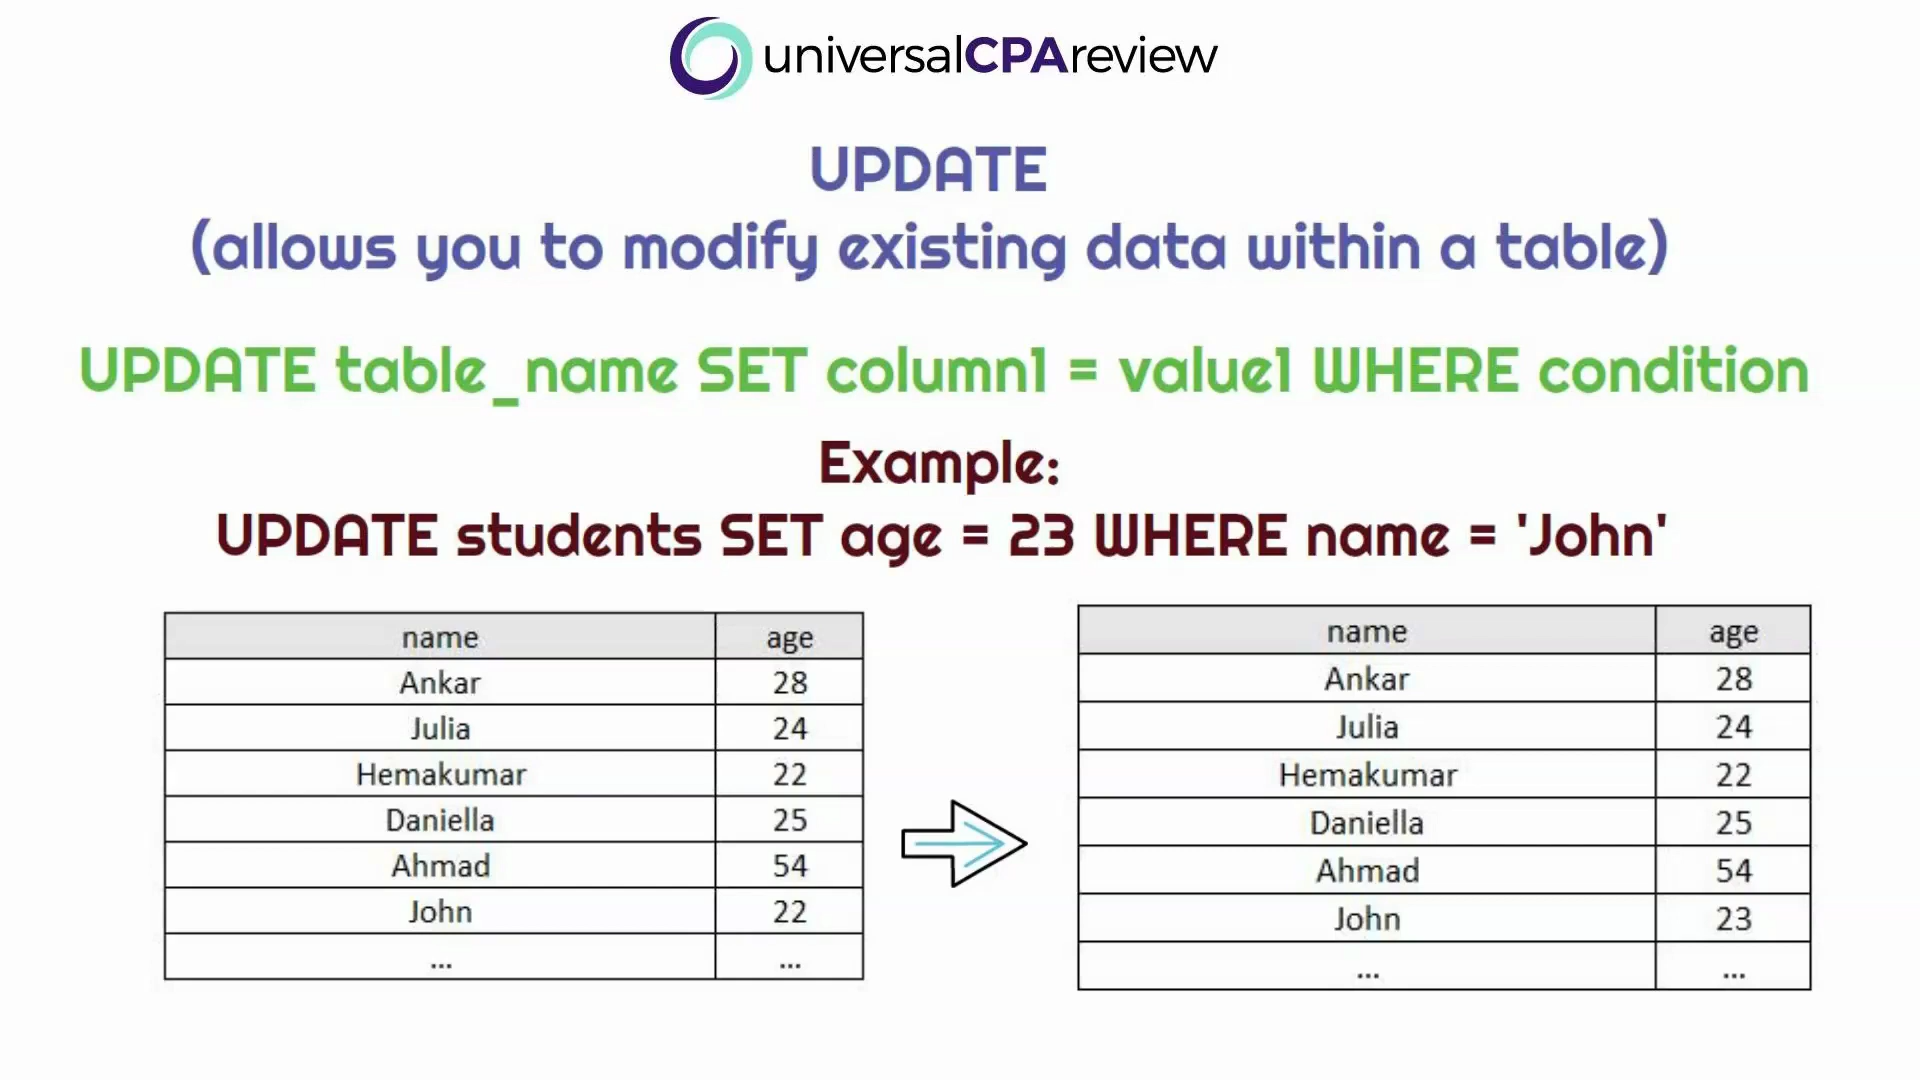 universalCPAreview
UPDATE
(allows you to modify existing data within a table)
UPDATE table_name SET column1 = value1 WHERE condition
Example:
UPDATE students SET age = 23 WHERE name = 'John'
name age
Ankar 28
Julia 24
Hemakumar 22
Daniella 25
Ahmad 54
John 22
... ...
name age
Ankar 28
Julia 24
Hemakumar 22
Daniella 25
Ahmad 54
John 23
... ...